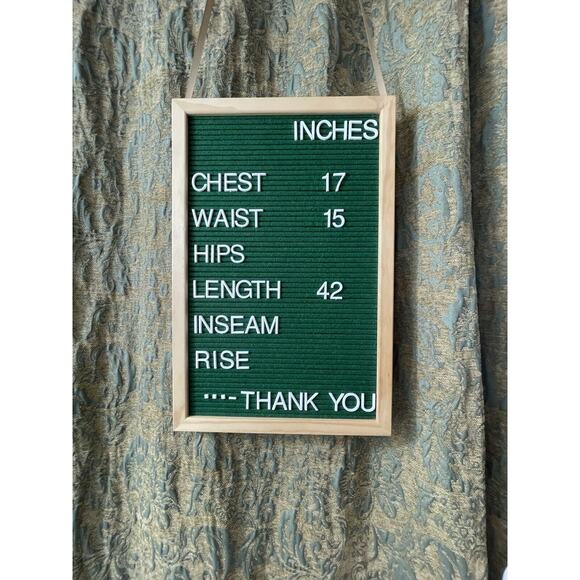 INCHES
CHEST 17
WAIST 15
HIPS
LENGTH 42
INSEAM
RISE
...-THANK YOU